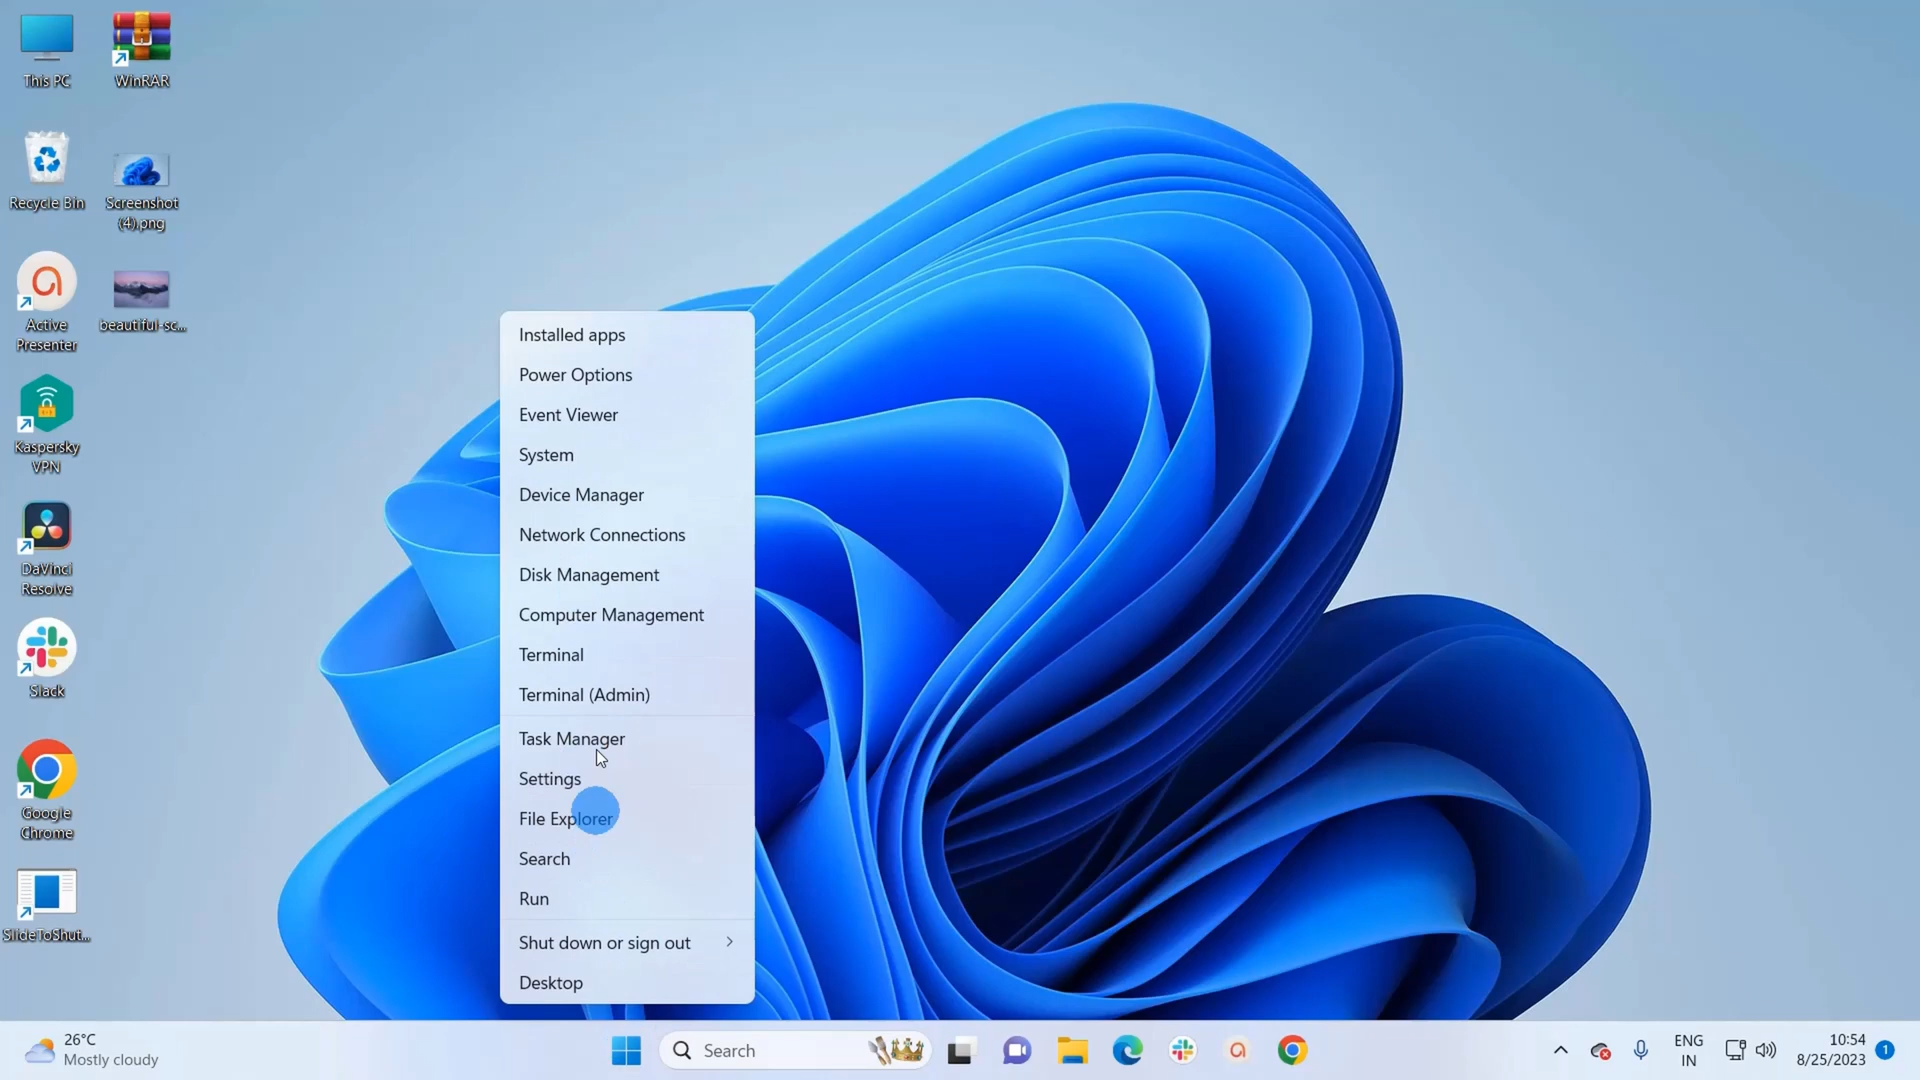 This PC
WinRAR
Recycle Bin
Screenshot
(4).png
Active
Presenter
beautiful-sc...
Kaspersky
VPN
DaVinci
Resolve
Slack
Google
Chrome
SlideToShut...
Installed apps
Power Options
Event Viewer
System
Device Manager
Network Connections
Disk Management
Computer Management
Terminal
Terminal (Admin)
Task Manager
Settings
File Explorer
Search
Run
Shut down or sign out
Desktop
26°C
Mostly cloudy
Search
ENG
IN
10:54
8/25/2023
1